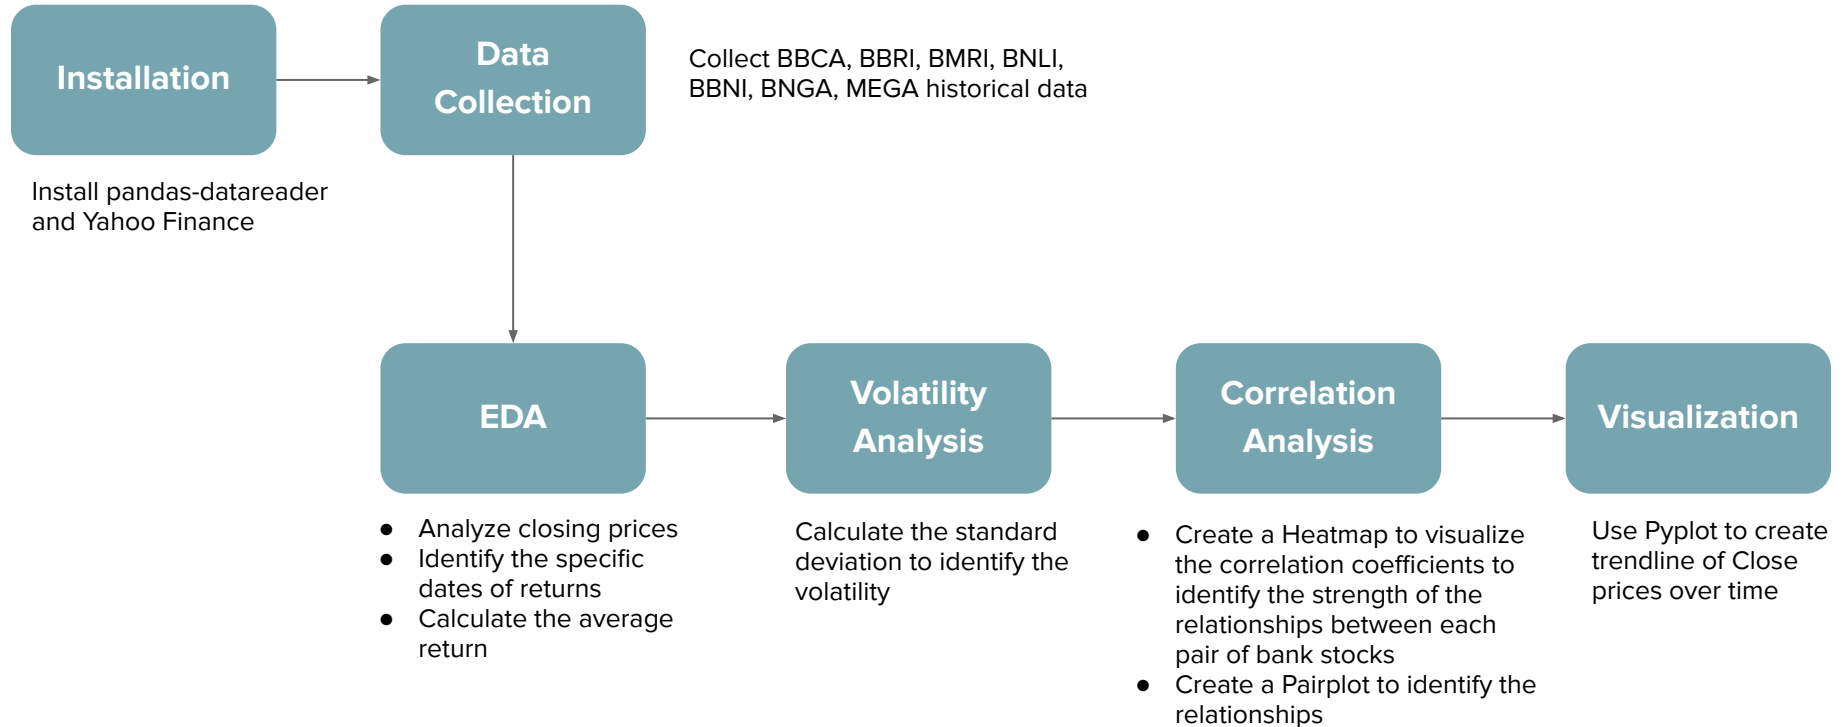 Installation
Install pandas-datareader
and Yahoo Finance
Data
Collection
Collect BBCA, BBRI, BMRI, BNLI,
BBNI, BNGA, MEGA historical data
EDA
● Analyze closing prices
● Identify the specific
dates of returns
● Calculate the average
return
Volatility
Analysis
Calculate the standard
deviation to identify the
volatility
Correlation
Analysis
● Create a Heatmap to visualize
the correlation coefficients to
identify the strength of the
relationships between each
pair of bank stocks
● Create a Pairplot to identify the
relationships
Visualization
Use Pyplot to create
trendline of Close
prices over time